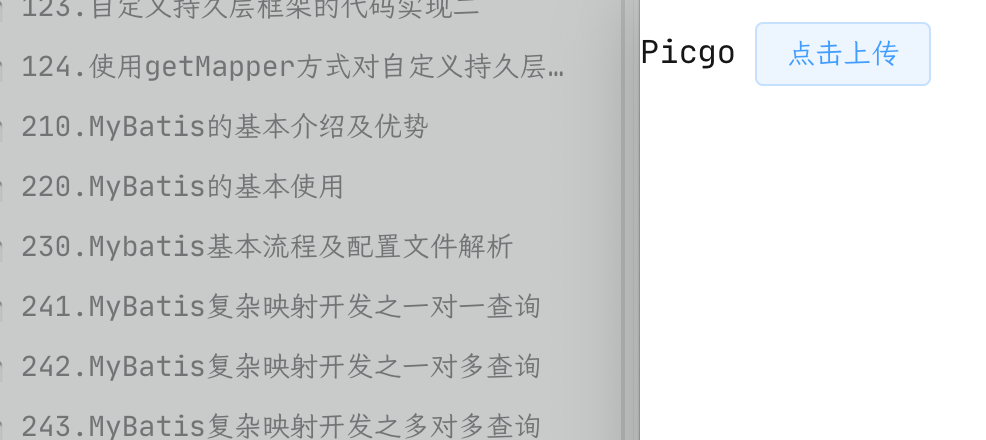 123.自定义持久层框架的代码实现二
124.使用getMapper方式对自定义持久层…
210.MyBatis的基本介绍及优势
220.MyBatis的基本使用
230.Mybatis基本流程及配置文件解析
241.MyBatis复杂映射开发之一对一查询
242.MyBatis复杂映射开发之一对多查询
243.MyBatis复杂映射开发之多对多查询
Picgo
点击上传